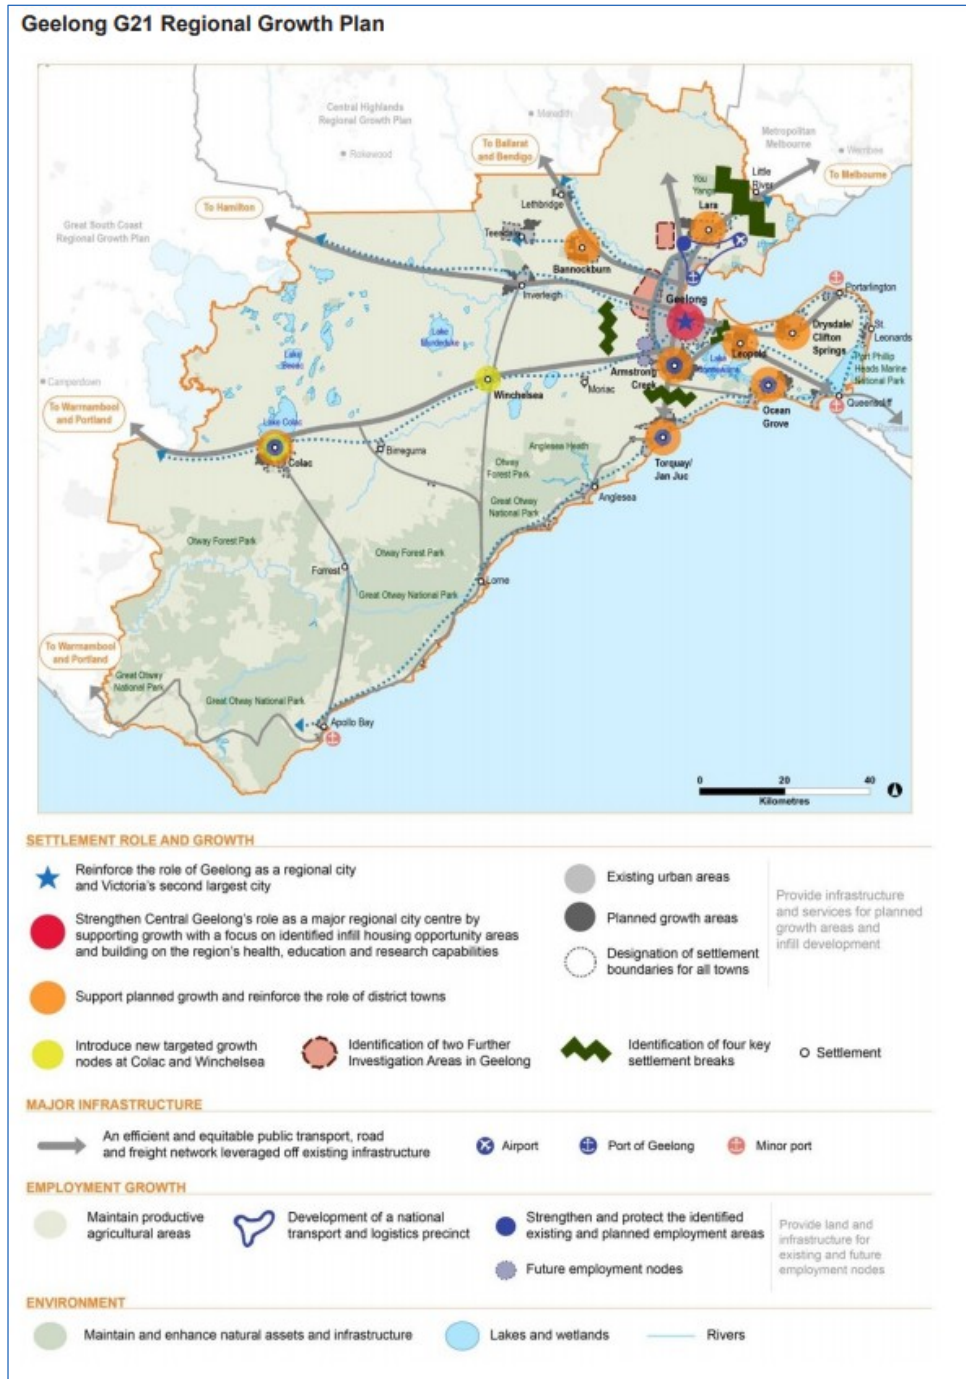 Geelong G21 Regional Growth Plan
Central Highlands
Regional Growth Plan
Meredith
Rokewood
Metropolitan
Melbourne
Werribee
To Ballarat
and Bendigo
To Melbourne
Little
River
You
Yangs
Lethbridge
Lara
To Hamilton
Great South Coast
Regional Growth Plan
Teesdale
Bannockburn
Inverleigh
Geelong
Portarlington
Drysdale/
Clifton
Springs
St.
Leonards
Lake
Murdeduke
Lake
Beeac
Leopold
Armstrong
Creek
Lake
Connewarre
Port Phillip
Heads Marine
National Park
Camperdown
Winchelsea
Moriac
Ocean
Grove
Queenscliff
To Warrnambool
and Portland
Lake Colac
Colac
Birregurra
Anglesea Heath
Otway
Forest Park
Torquay/
Jan Juc
Great Otway
National Park
Anglesea
Otway Forest Park
Otway Forest Park
Forrest
Great Otway National Park
Lorne
To Warrnambool
and Portland
Great Otway
National Park
Great Otway National Park
Apollo Bay
0 20 40
Kilometres
SETTLEMENT ROLE AND GROWTH
Reinforce the role of Geelong as a regional city
and Victoria's second largest city
Strengthen Central Geelong's role as a major regional city centre by
supporting growth with a focus on identified infill housing opportunity areas
and building on the region's health, education and research capabilities
Support planned growth and reinforce the role of district towns
Existing urban areas
Planned growth areas
Designation of settlement
boundaries for all towns
Provide infrastructure
and services for planned
growth areas and
infill development
Introduce new targeted growth
nodes at Colac and Winchelsea
Identification of two Further
Investigation Areas in Geelong
Identification of four key
settlement breaks
Settlement
MAJOR INFRASTRUCTURE
An efficient and equitable public transport, road
and freight network leveraged off existing infrastructure
Airport
Port of Geelong
Minor port
EMPLOYMENT GROWTH
Maintain productive
agricultural areas
Development of a national
transport and logistics precinct
Strengthen and protect the identified
existing and planned employment areas
Future employment nodes
Provide land and
infrastructure for
existing and future
employment nodes
ENVIRONMENT
Maintain and enhance natural assets and infrastructure
Lakes and wetlands
Rivers